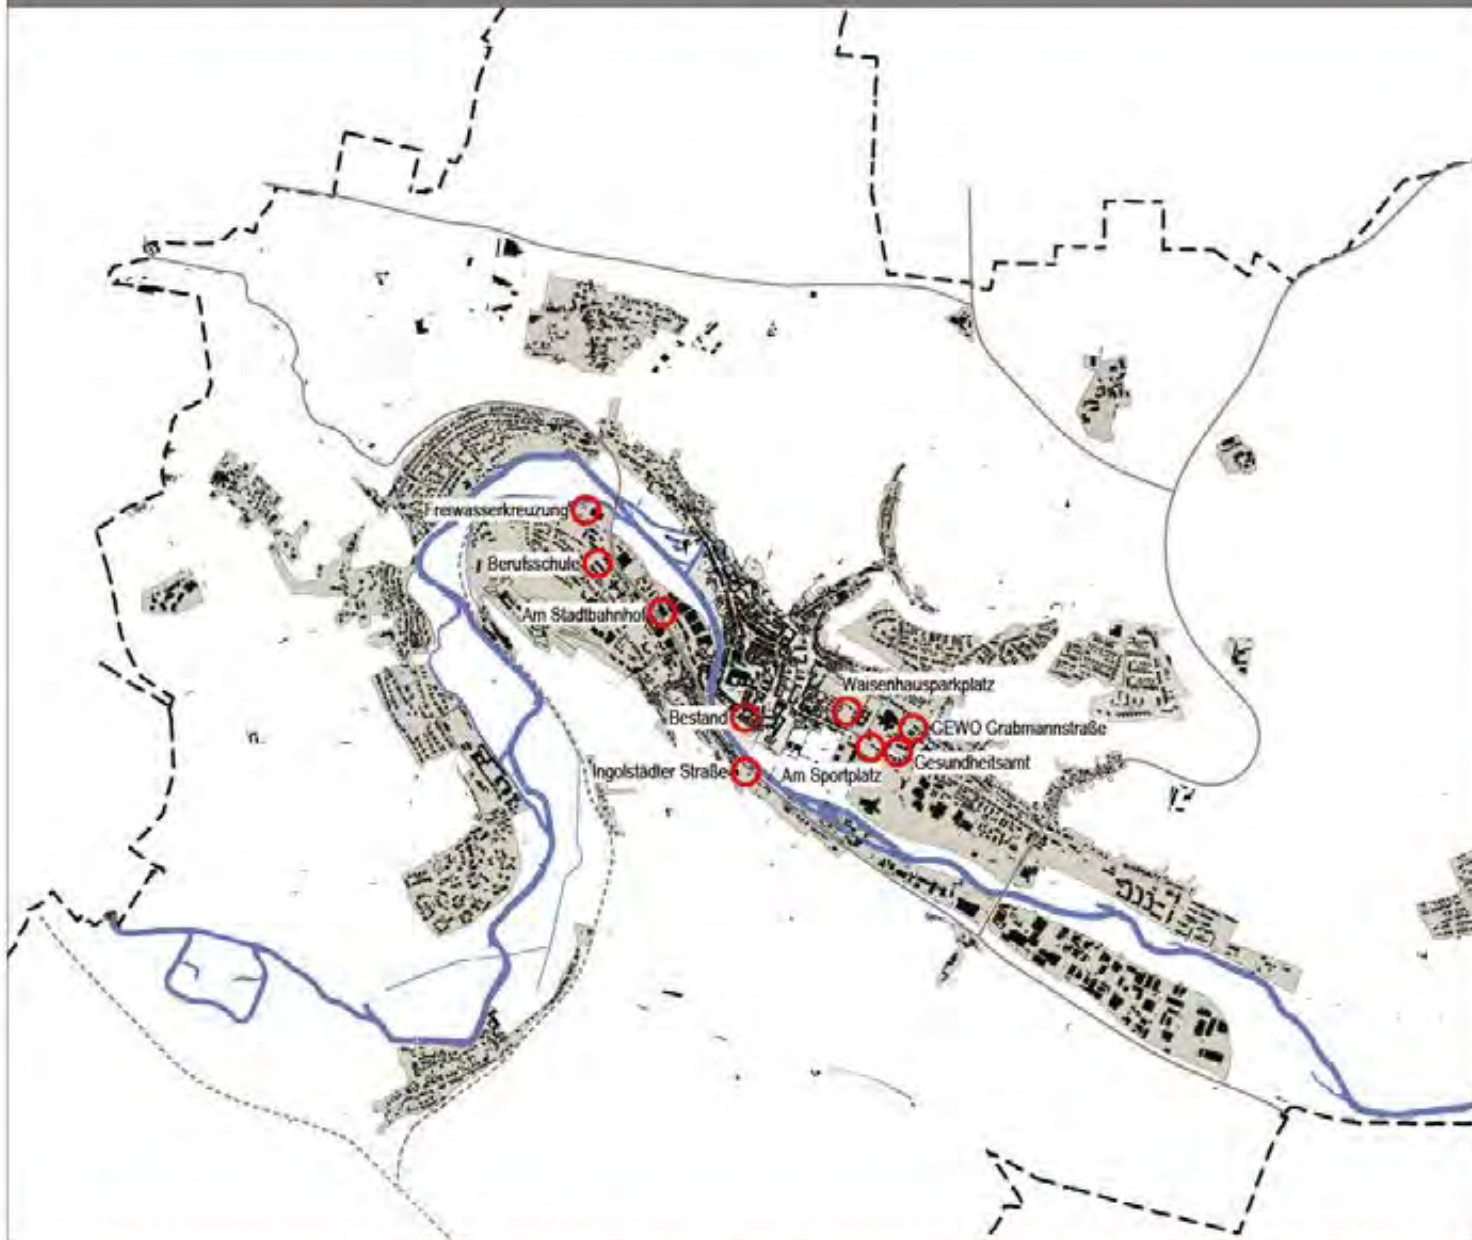 Freiwasserkreuzung
Berufsschule
Am Stadtbahnhof
Waisenhausparkplatz
Bestand
GEWO Grabmannstraße
Gesundheitsamt
Ingolstädter Straße
Am Sportplatz